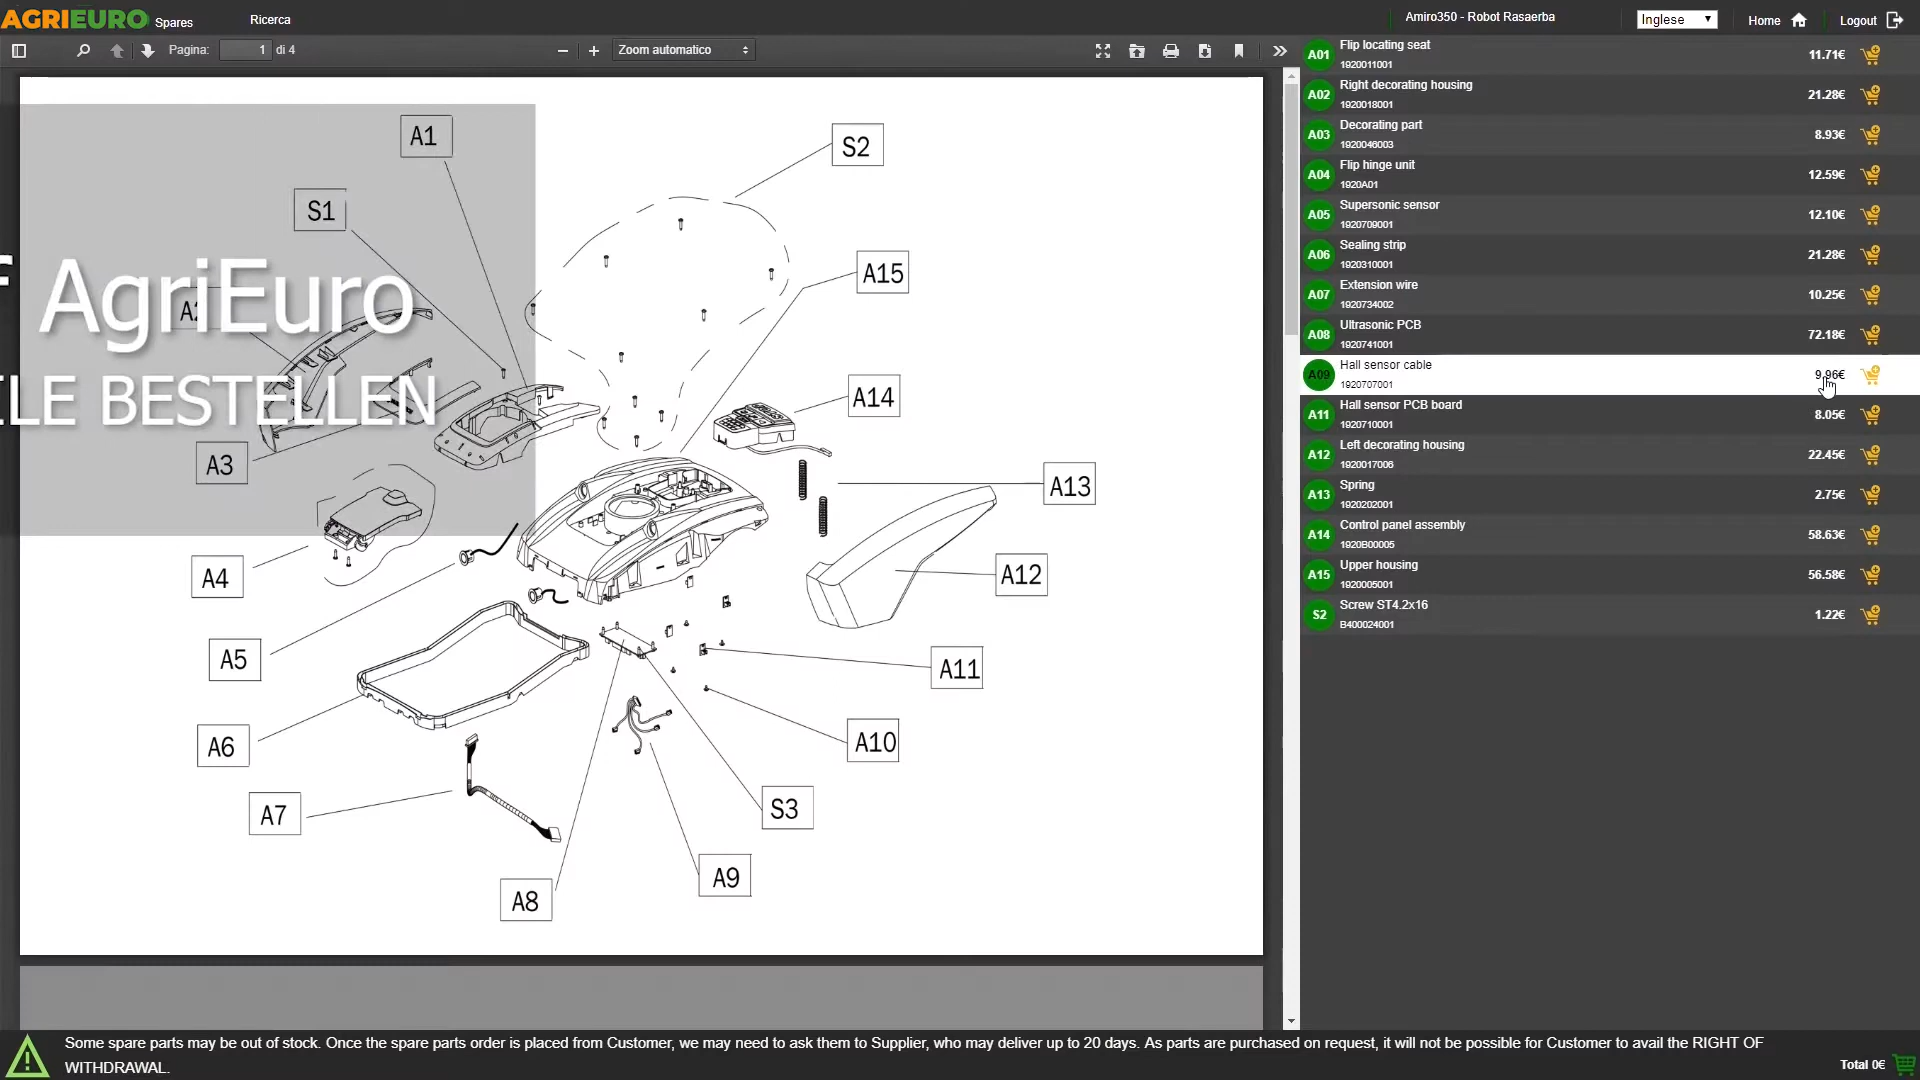 AGRIEURO Spares
Ricerca
Amiro350 - Robot Rasaerba
Inglese
Home
Logout
Pagina: 1 di 4
Zoom automatico
A1
S1
S2
A15
AgriEuro
BESTELLEN
A3
A14
A13
A4
A12
A5
A11
A6
A10
A7
S3
A9
A8
A01 Flip locating seat 11.71€
1920011001
A02 Right decorating housing 21.28€
1920018001
A03 Decorating part 8.93€
1920046003
A04 Flip hinge unit 12.59€
1920A01
A05 Supersonic sensor 12.10€
1920709001
A06 Sealing strip 21.28€
1920310001
A07 Extension wire 10.25€
1920734002
A08 Ultrasonic PCB 72.18€
1920741001
A09 Hall sensor cable 9.96€
1920707001
A11 Hall sensor PCB board 8.05€
1920710001
A12 Left decorating housing 22.45€
1920017006
A13 Spring 2.75€
1920202001
A14 Control panel assembly 58.63€
1920B00005
A15 Upper housing 56.58€
1920005001
S2 Screw ST4.2x16 1.22€
B400024001
Some spare parts may be out of stock. Once the spare parts order is placed from Customer, we may need to ask them to Supplier, who may deliver up to 20 days. As parts are purchased on request, it will not be possible for Customer to avail the RIGHT OF
WITHDRAWAL.
Total 0€